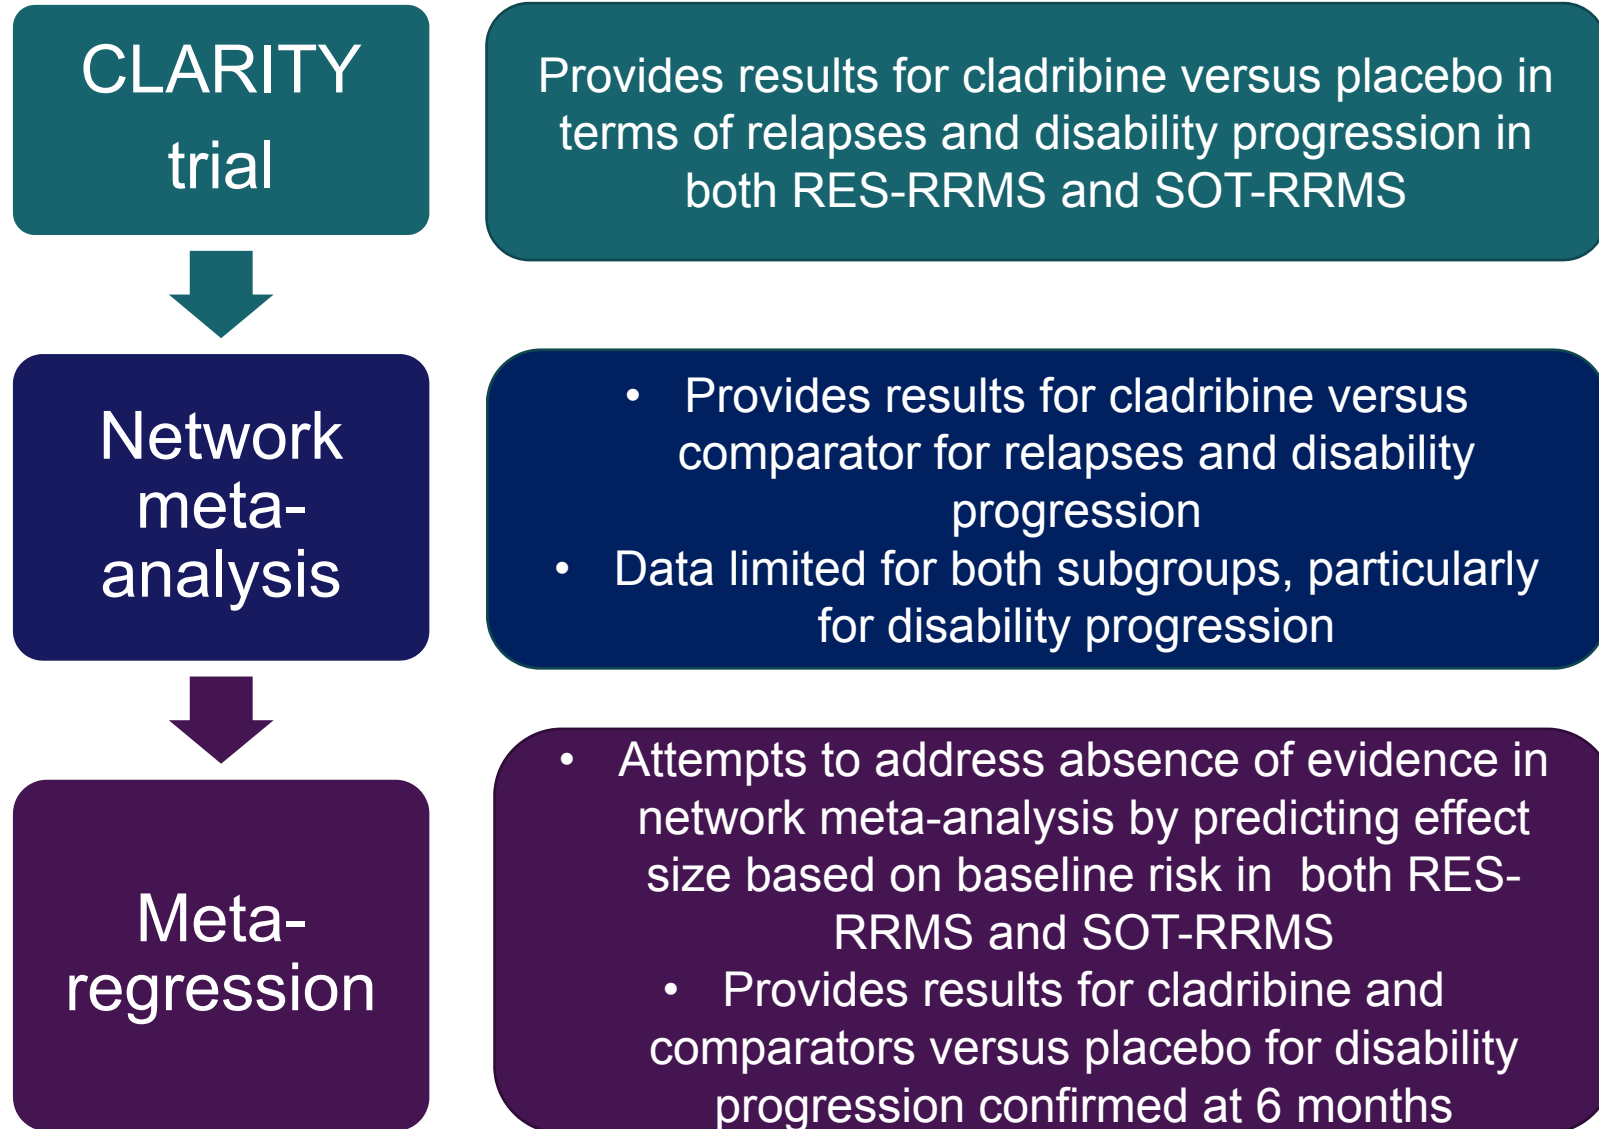 CLARITY
trial
Provides results for cladribine versus placebo in
terms of relapses and disability progression in
both RES-RRMS and SOT-RRMS
Network
meta-
analysis
• Provides results for cladribine versus
comparator for relapses and disability
progression
• Data limited for both subgroups, particularly
for disability progression
Meta-
regression
• Attempts to address absence of evidence in
network meta-analysis by predicting effect
size based on baseline risk in  both RES-
RRMS and SOT-RRMS
• Provides results for cladribine and
comparators versus placebo for disability
progression confirmed at 6 months